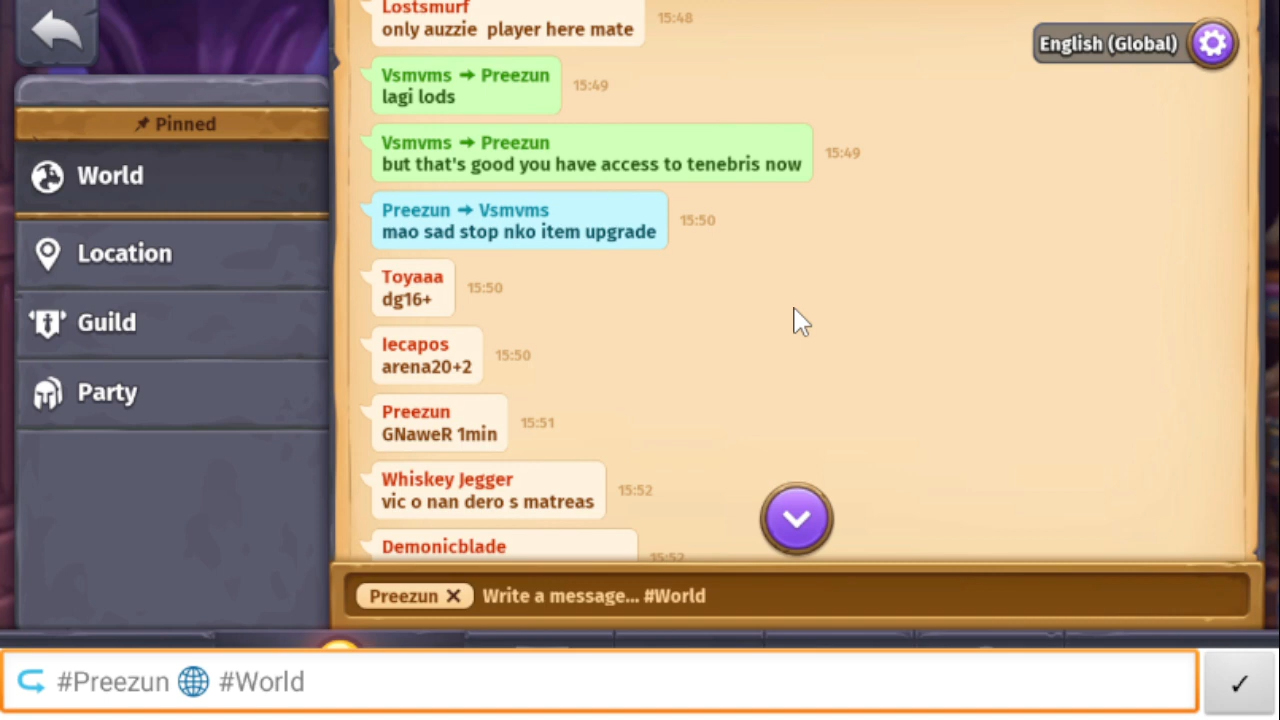 Lostsmurf
only auzzie player here mate
15:48
English (Global)
Vsmvms → Preezun
lagi lods
15:49
Pinned
Vsmvms → Preezun
but that's good you have access to tenebris now
15:49
World
Preezun → Vsmvms
mao sad stop nko item upgrade
15:50
Location
Toyaaa
dg16+
15:50
Guild
Iecapos
arena20+2
15:50
Party
Preezun
GNaweR 1min
15:51
Whiskey Jegger
vic o nan dero s matreas
15:52
Demonicblade
15:52
Preezun ✕ Write a message... #World
#Preezun 🌐 #World